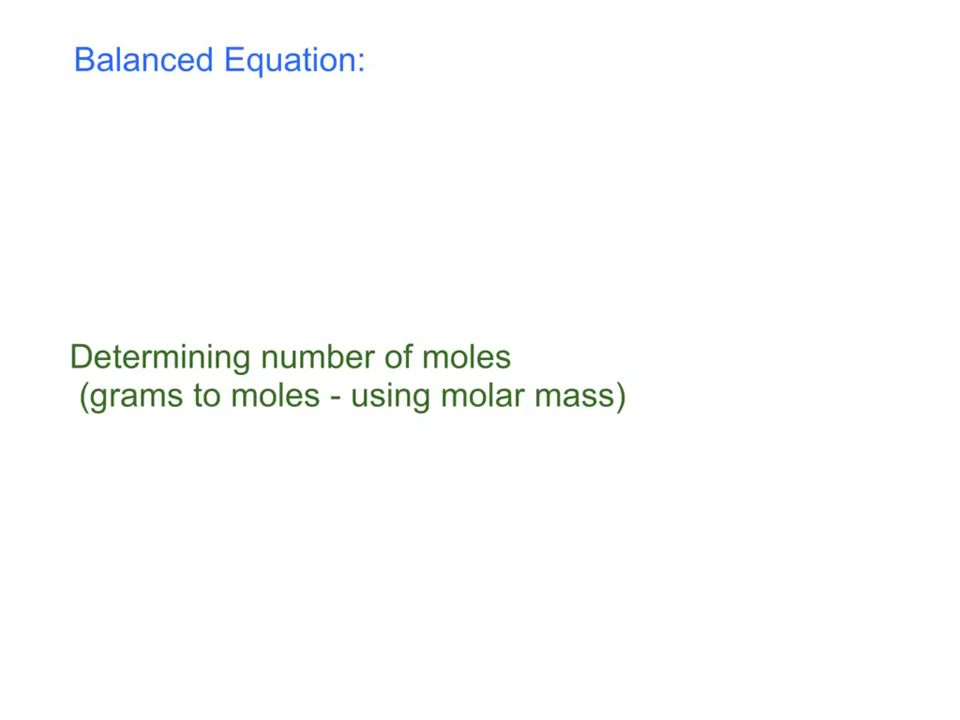 Balanced Equation:
Determining number of moles
(grams to moles - using molar mass)